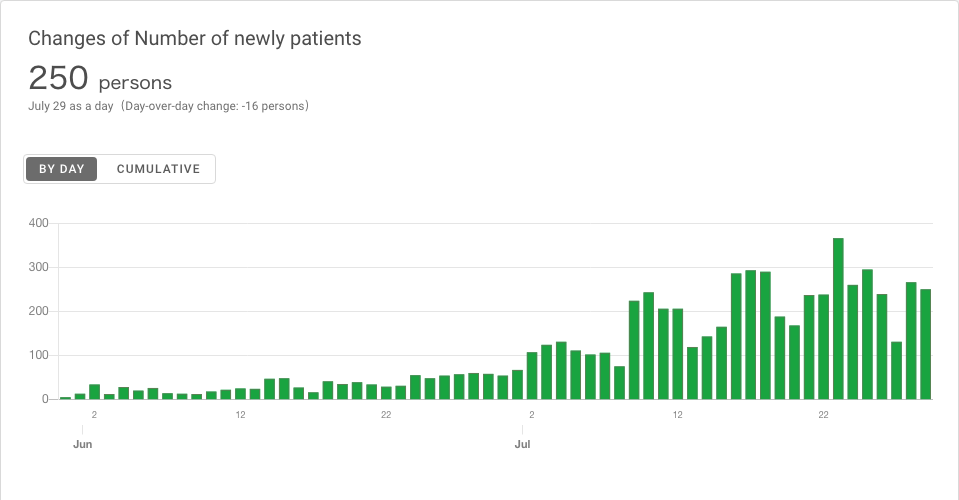 Changes of Number of newly patients
250 persons
July 29 as a day（Day-over-day change: -16 persons）
BY DAY CUMULATIVE
400
300
200
100
0
2 12 22 2 12 22
Jun Jul